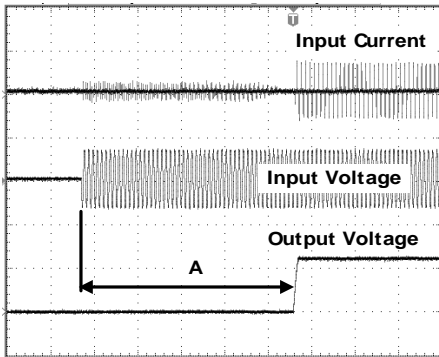 T
Input Current
Input Voltage
Output Voltage
A